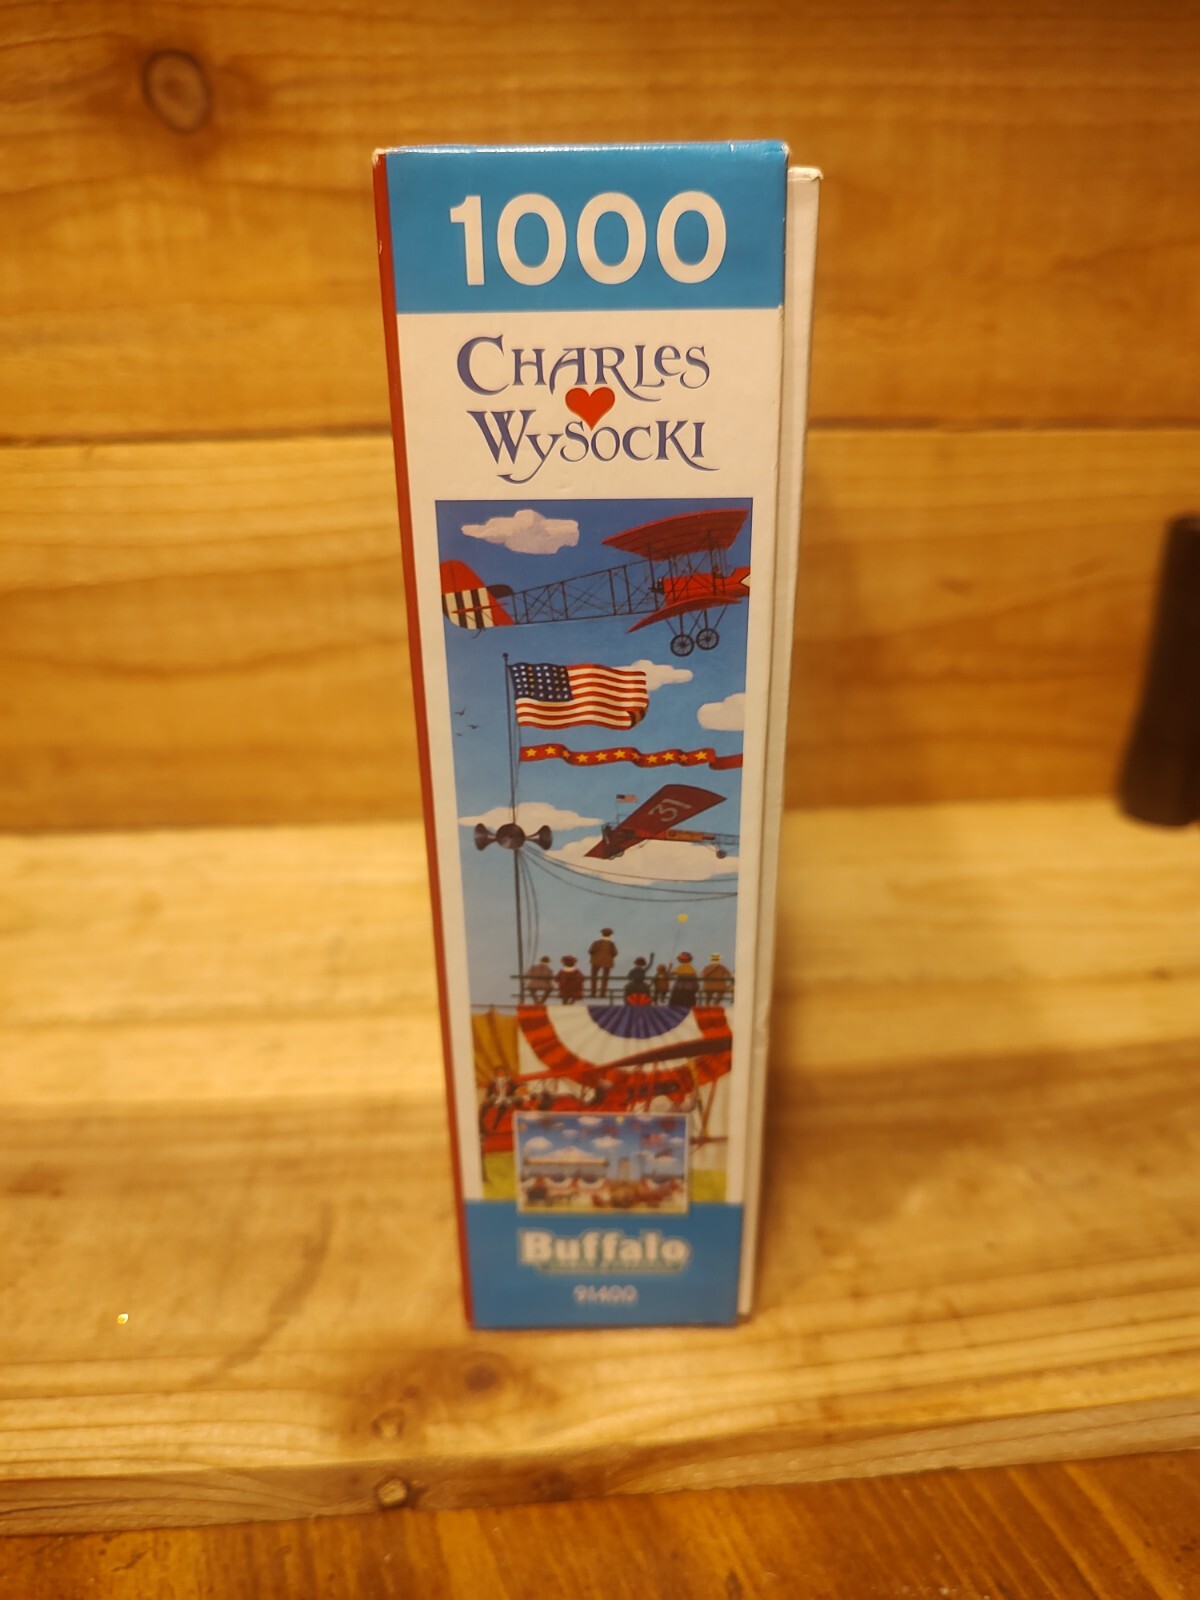 1000
CHARLes
WysocKI
31
Buffalo
91400